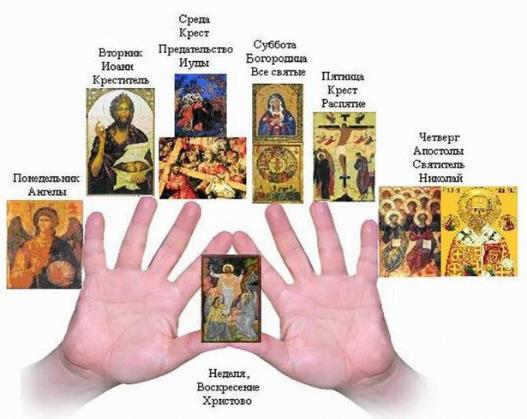 Среда
Крест
Предательство
Иуды
Вторник
Иоанн
Креститель
Суббота
Богородица
Все святые
Пятница
Крест
Распятие
Четверг
Апостолы
Святитель
Николай
Понедельник
Ангелы
Неделя,
Воскресение
Христово